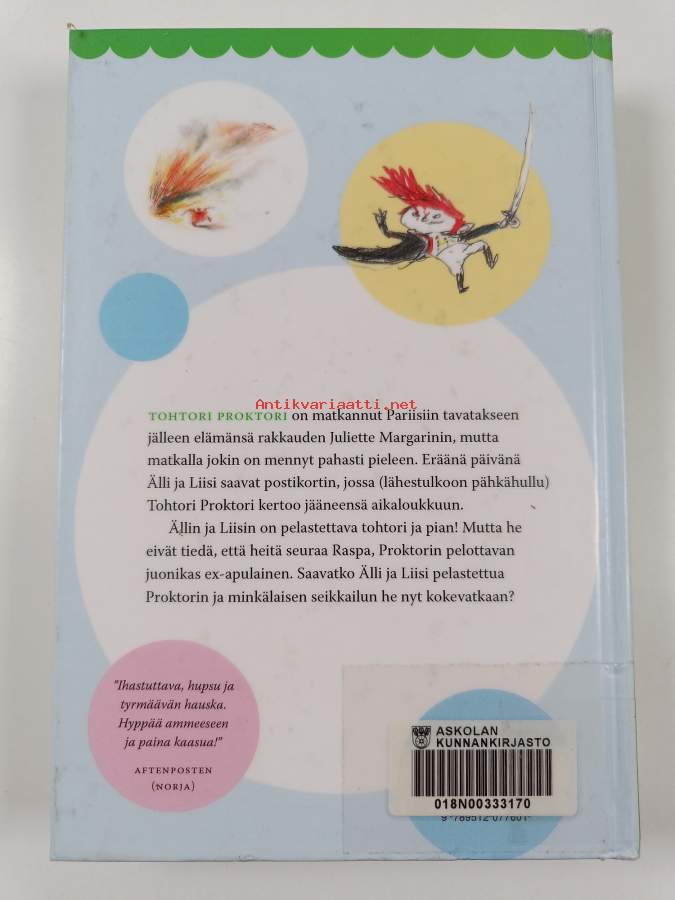 Antikvariaatti.net
TOHTORI PROKTORI on matkannut Pariisiin tavatakseen
jälleen elämänsä rakkauden Juliette Margarinin, mutta
matkalla jokin on mennyt pahasti pieleen. Eräänä päivänä
Älli ja Liisi saavat postikortin, jossa (lähestulkoon pähkähullu)
Tohtori Proktori kertoo jääneensä aikaloukkuun.
Ällin ja Liisin on pelastettava tohtori ja pian! Mutta he
eivät tiedä, että heitä seuraa Raspa, Proktorin pelottavan
juonikas ex-apulainen. Saavatko Älli ja Liisi pelastettua
Proktorin ja minkälaisen seikkailun he nyt kokevatkaan?
"Ihastuttava, hupsu ja
tyrmäävän hauska.
Hyppää ammeeseen
ja paina kaasua!"
AFTENPOSTEN
(NORJA)
ASKOLAN
KUNNANKIRJASTO
018N00333170
9 789512 077601